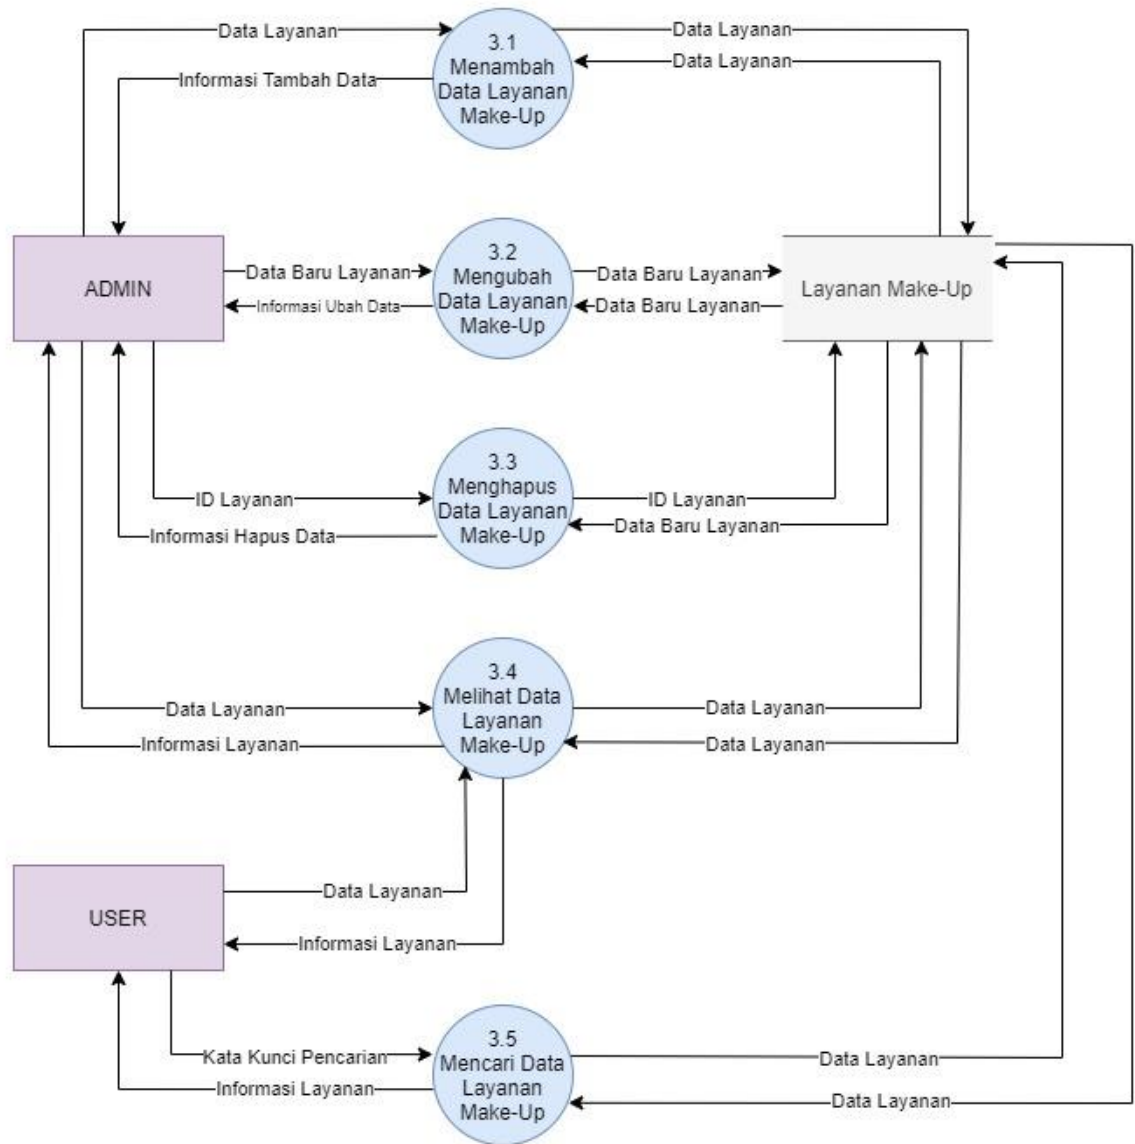 Data Layanan
3.1
Menambah
Data Layanan
Make-Up
Data Layanan
Data Layanan
Informasi Tambah Data
ADMIN
Data Baru Layanan
Informasi Ubah Data
3.2
Mengubah
Data Layanan
Make-Up
Data Baru Layanan
Data Baru Layanan
Layanan Make-Up
ID Layanan
Informasi Hapus Data
3.3
Menghapus
Data Layanan
Make-Up
ID Layanan
Data Baru Layanan
Data Layanan
Informasi Layanan
3.4
Melihat Data
Layanan
Make-Up
Data Layanan
Data Layanan
USER
Data Layanan
Informasi Layanan
Kata Kunci Pencarian
Informasi Layanan
3.5
Mencari Data
Layanan
Make-Up
Data Layanan
Data Layanan